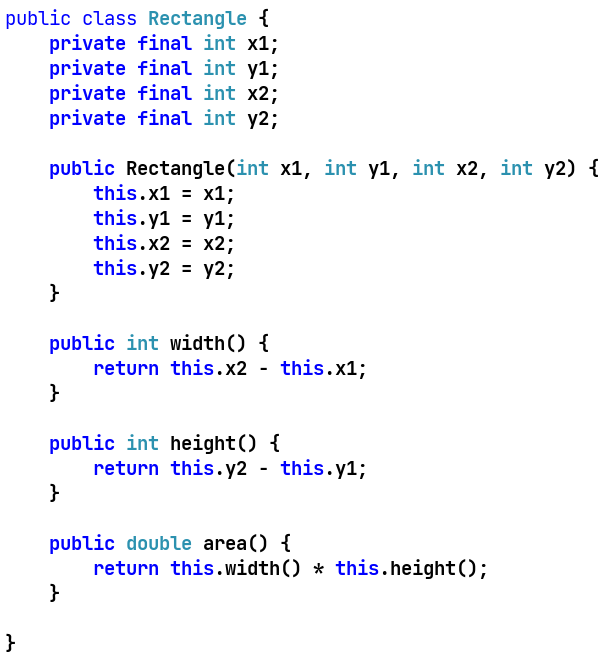 public class Rectangle {
    private final int x1;
    private final int y1;
    private final int x2;
    private final int y2;

    public Rectangle(int x1, int y1, int x2, int y2) {
        this.x1 = x1;
        this.y1 = y1;
        this.x2 = x2;
        this.y2 = y2;
    }

    public int width() {
        return this.x2 - this.x1;
    }

    public int height() {
        return this.y2 - this.y1;
    }

    public double area() {
        return this.width() * this.height();
    }

}